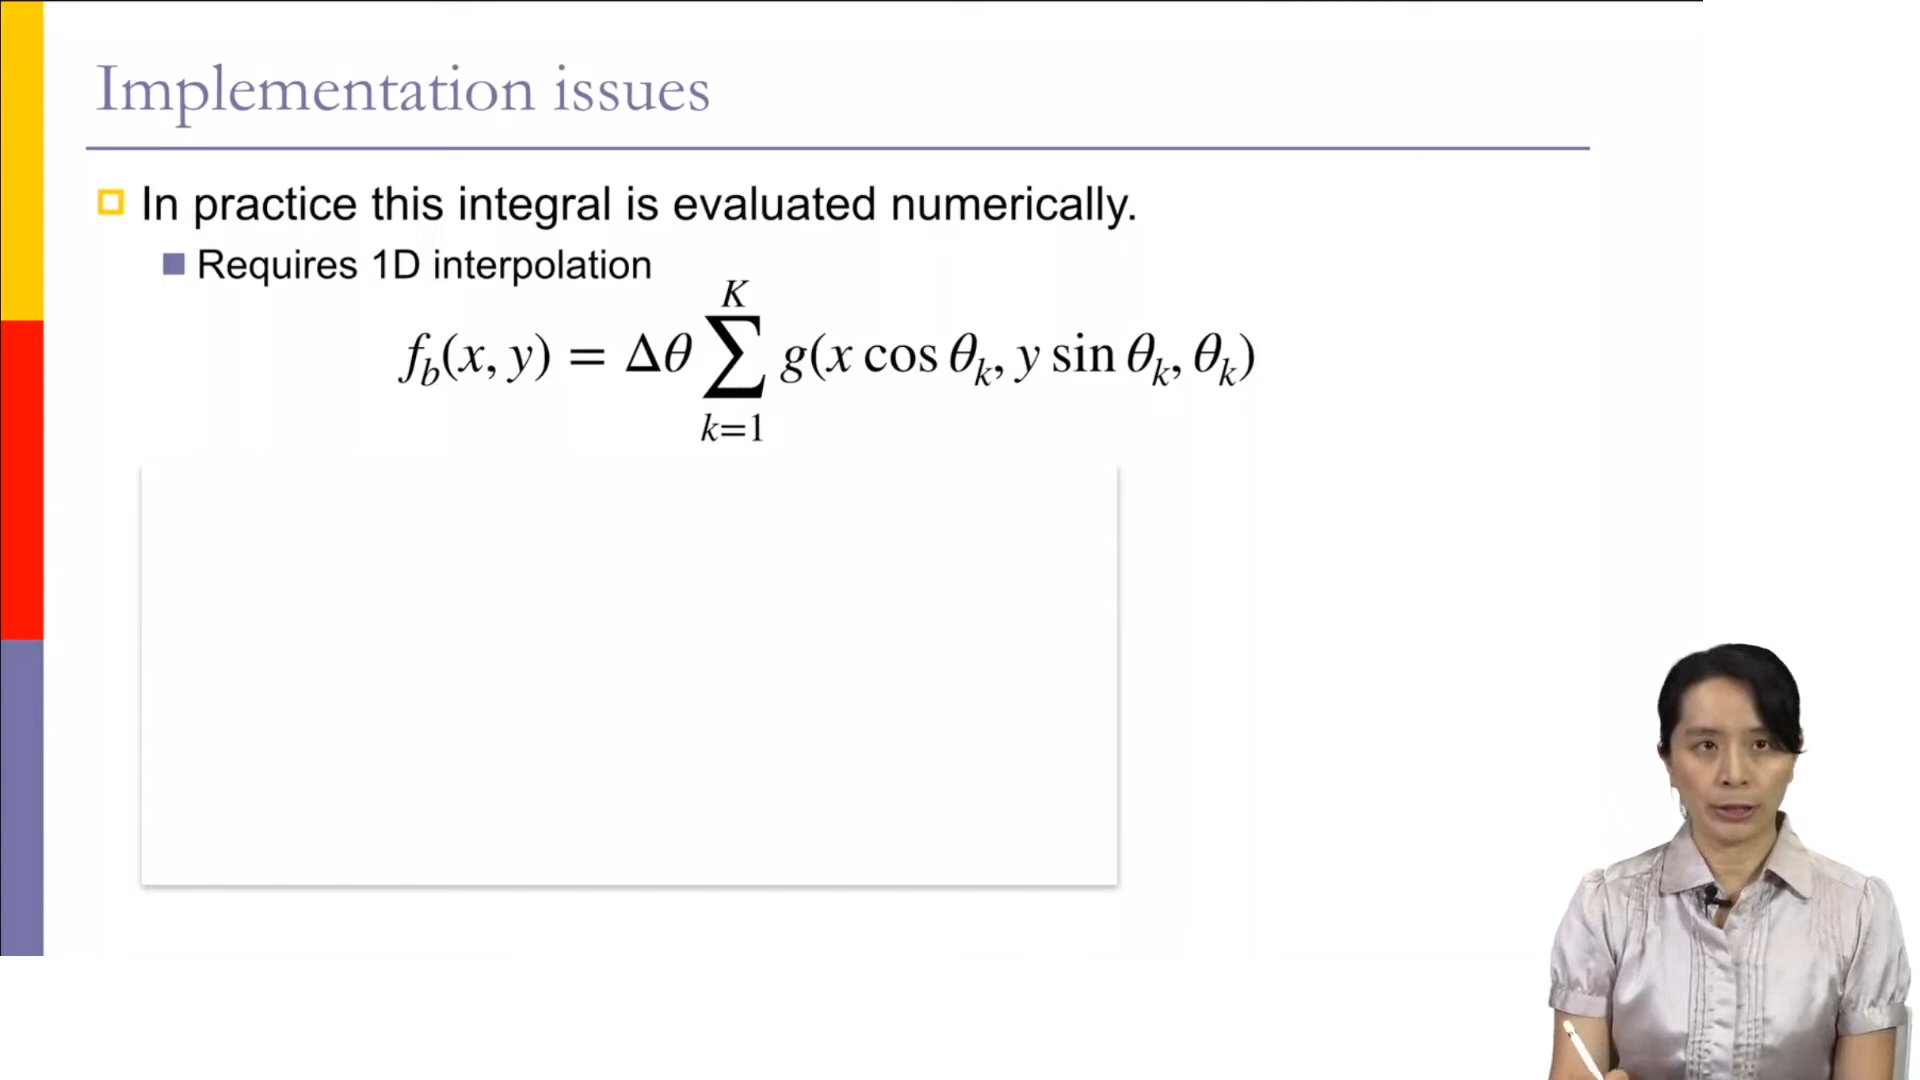 Implementation issues
In practice this integral is evaluated numerically.
Requires 1D interpolation
f_b(x, y) = Δθ ∑_{k=1}^{K} g(x cos θ_k, y sin θ_k, θ_k)